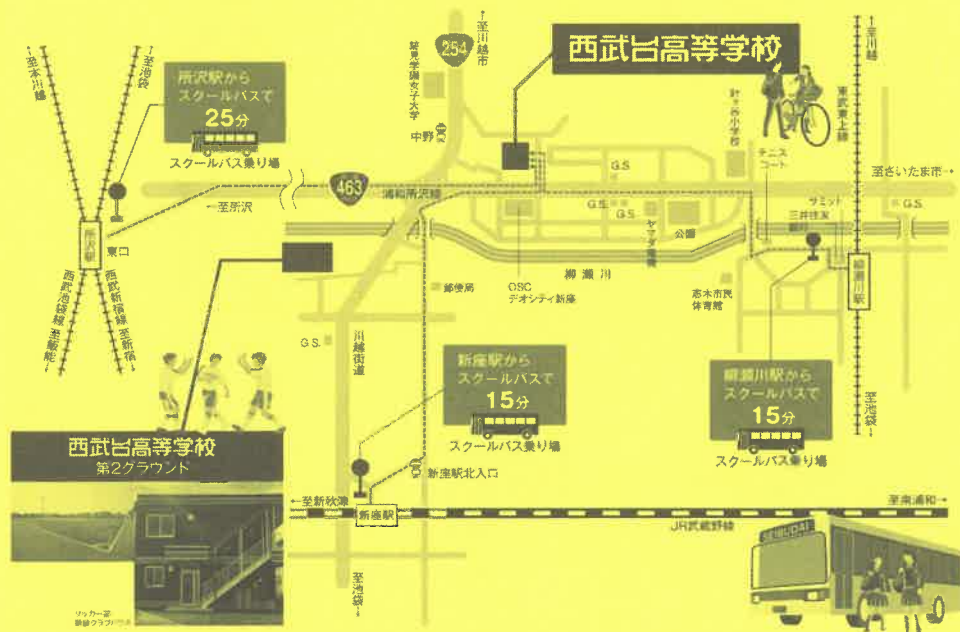 西武台高等学校
←至川越市
254
跡見学園女子大学
中野
←至川越
東武東上線
針ヶ谷小学校
テニス
コート
至さいたま市→
←至本川越
←至池袋
所沢駅から
スクールバスで
25分
スクールバス乗り場
463
浦和所沢線
←至所沢
G.S.
G.S.
G.S.
G.S.
サミット
三井住友
銀行
ヤマダ電機
公園
所沢駅
東口
柳瀬川
柳瀬川駅
郵便局
OSC
デオシティ新座
志木市民
体育館
西武池袋線
至飯能→
西武新宿線
至新宿→
G.S.
川越街道
新座駅から
スクールバスで
15分
スクールバス乗り場
柳瀬川駅から
スクールバスで
15分
スクールバス乗り場
至池袋→
西武台高等学校
第2グラウンド
新座駅北入口
←至新秋津
新座駅
至南浦和→
JR武蔵野線
至池袋→
SEIBUDAI